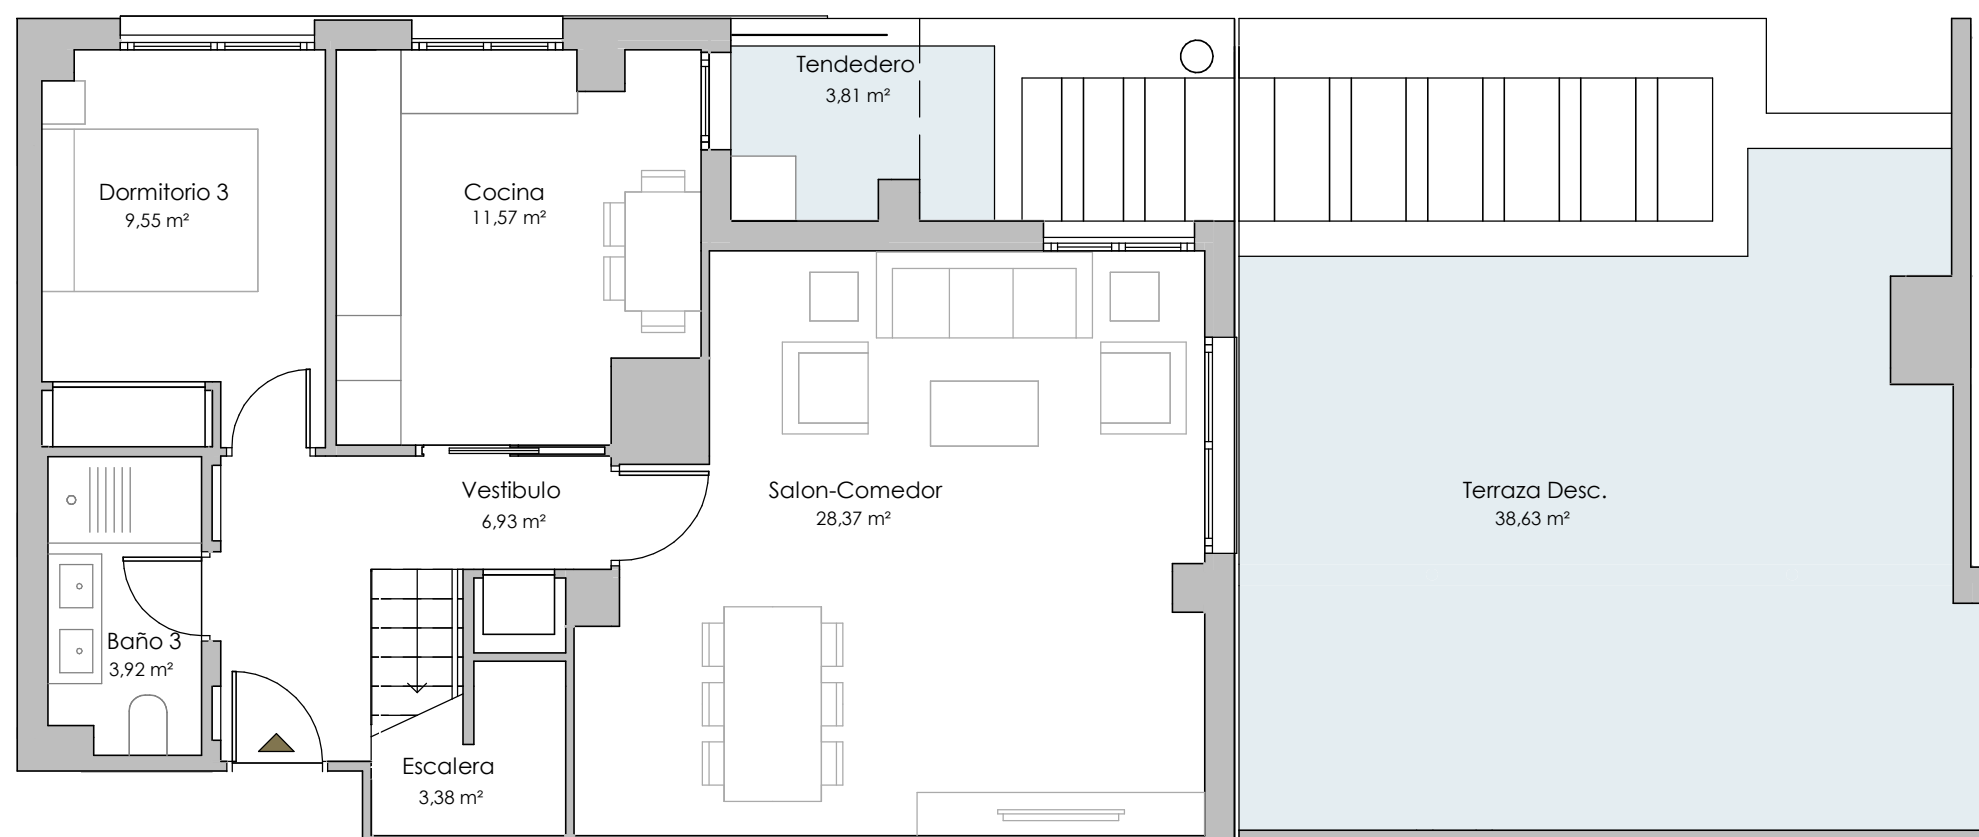 Tendedero
3,81 m²
Dormitorio 3
9,55 m²
Cocina
11,57 m²
Vestibulo
6,93 m²
Salon-Comedor
28,37 m²
Terraza Desc.
38,63 m²
Baño 3
3,92 m²
Escalera
3,38 m²